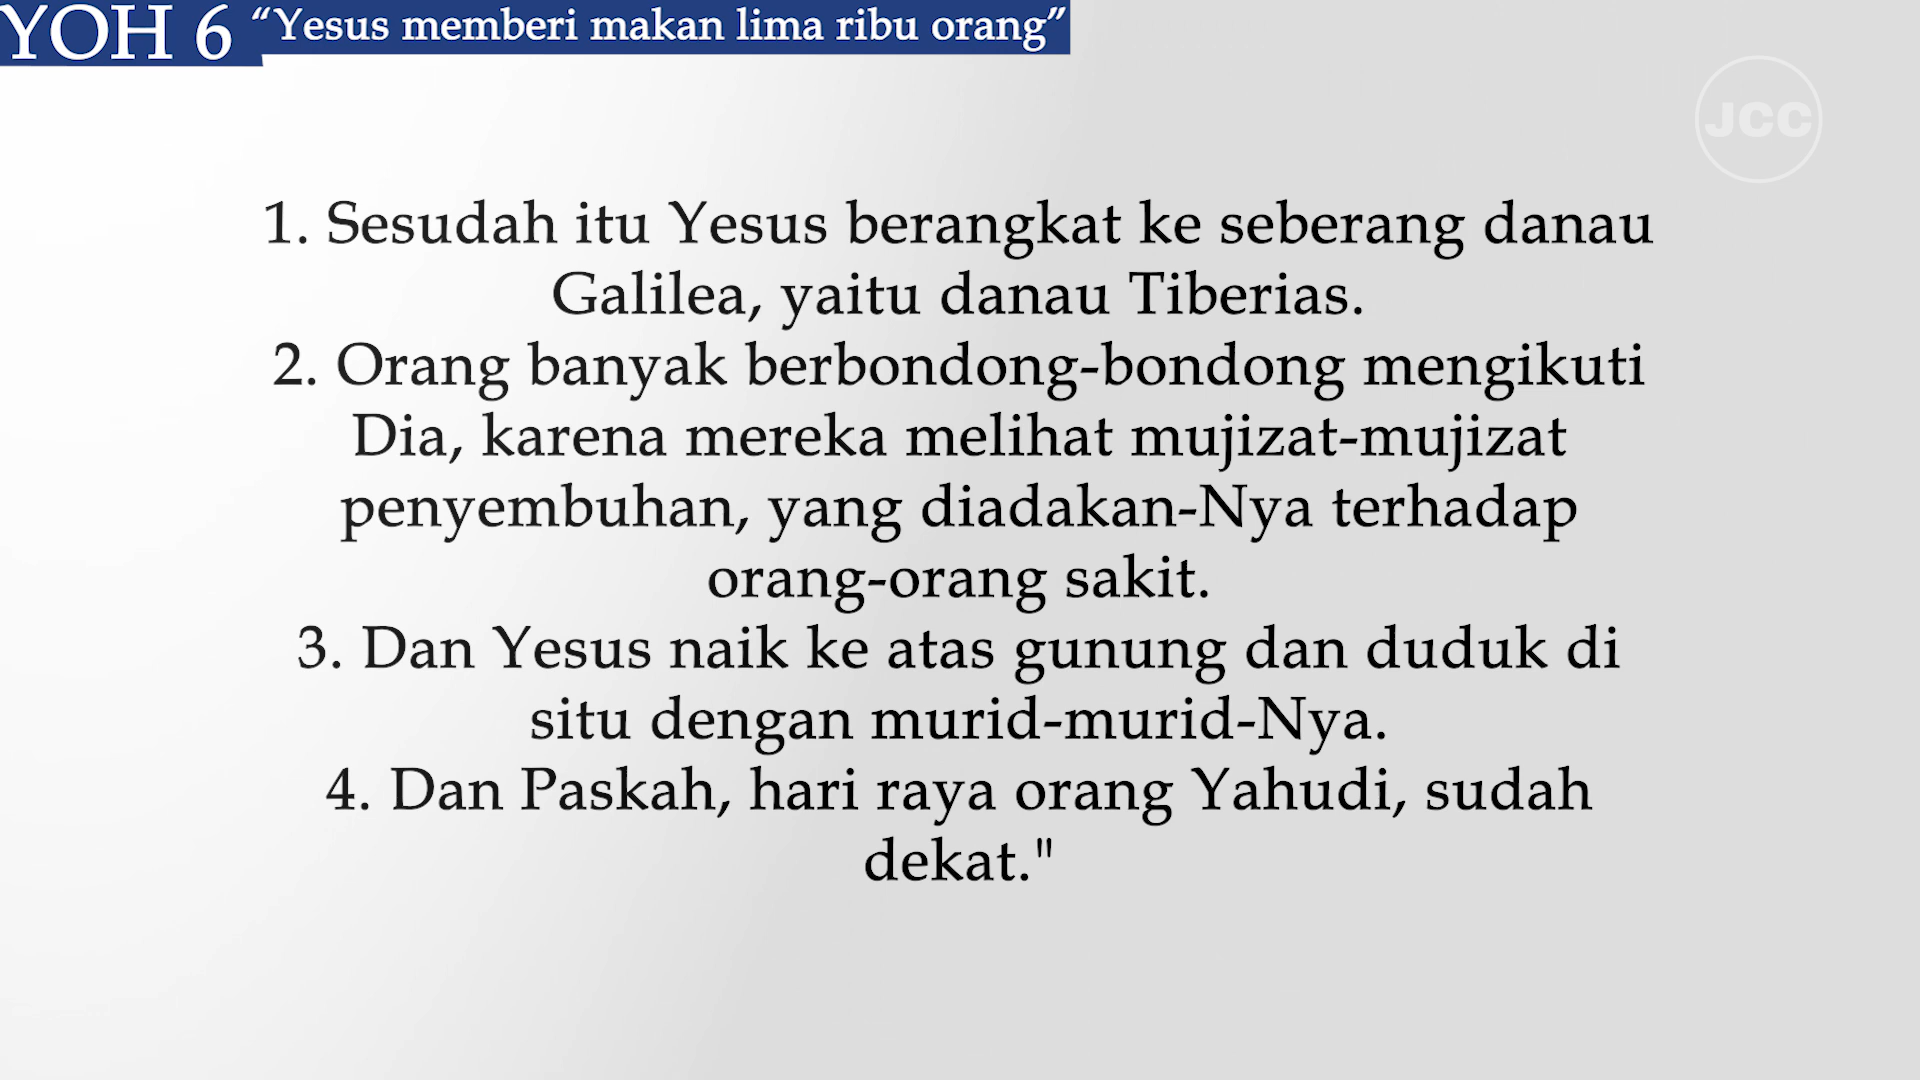 YOH 6 “Yesus memberi makan lima ribu orang”
JCC
1. Sesudah itu Yesus berangkat ke seberang danau
Galilea, yaitu danau Tiberias.
2. Orang banyak berbondong-bondong mengikuti
Dia, karena mereka melihat mujizat-mujizat
penyembuhan, yang diadakan-Nya terhadap
orang-orang sakit.
3. Dan Yesus naik ke atas gunung dan duduk di
situ dengan murid-murid-Nya.
4. Dan Paskah, hari raya orang Yahudi, sudah
dekat."